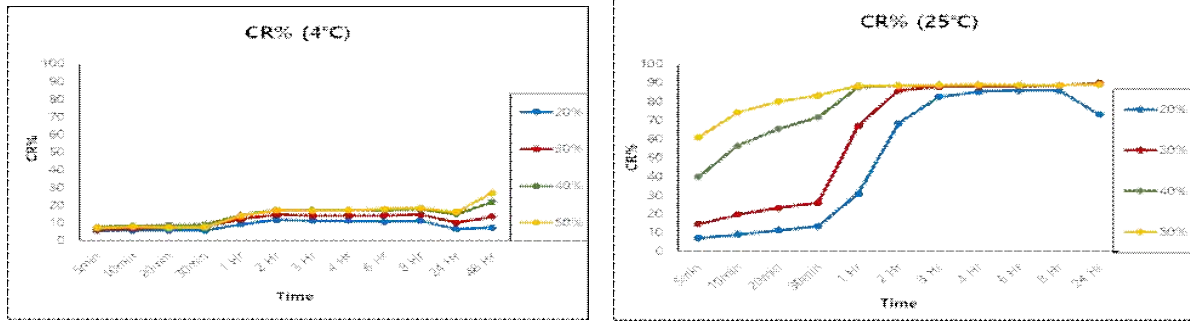 CR% (4°C)
CR%
100
90
80
70
60
50
40
30
20
10
0
5min
10min
20min
30min
1 Hr
2 Hr
3 Hr
4 Hr
6 Hr
8 Hr
24 Hr
48 Hr
Time
20%
30%
40%
50%
CR% (25°C)
CR%
100
90
80
70
60
50
40
30
20
10
0
5min
10min
20min
30min
1 Hr
2 Hr
3 Hr
4 Hr
6 Hr
8 Hr
24 Hr
Time
20%
30%
40%
50%